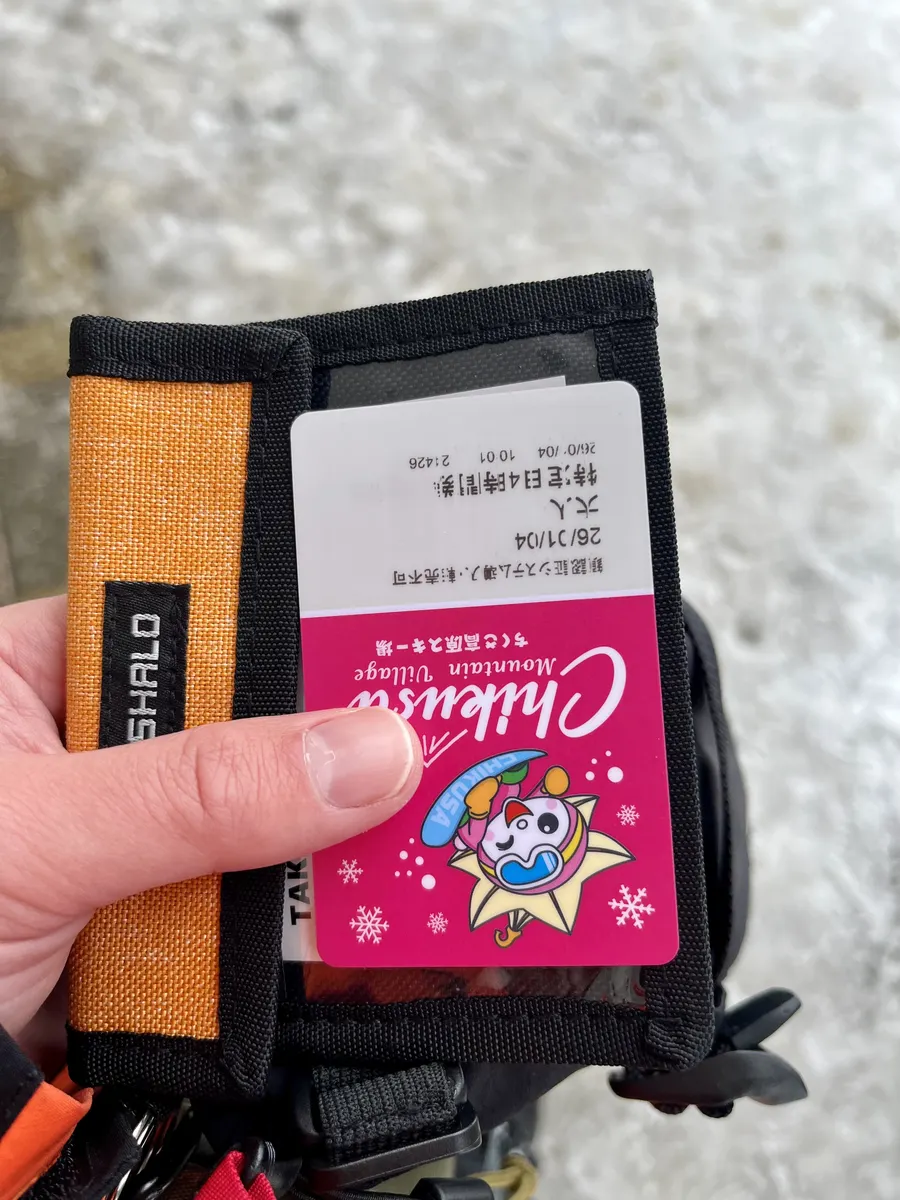 顔認証システム導入・転売不可
26/01/04
大人
特定日4時間券
26/01/04 10:01 21426
Chikusa
Mountain Village
ちくさ高原スキー場
CHIKUSA
SHALO
TAK